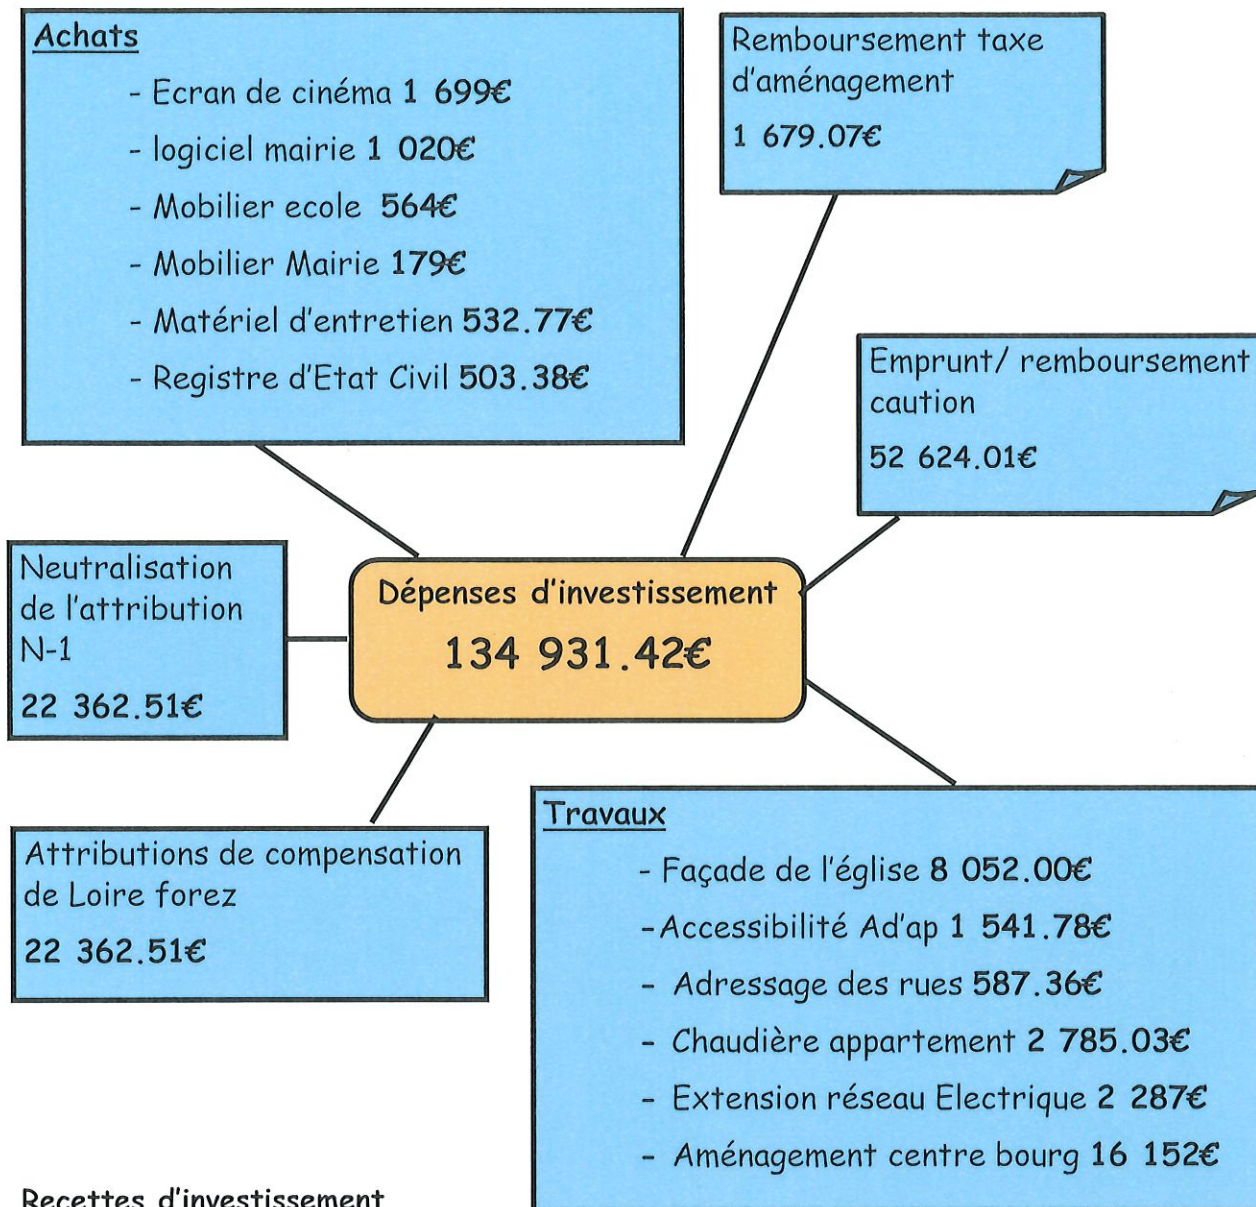 Achats
- Ecran de cinéma 1 699€
- logiciel mairie 1 020€
- Mobilier ecole 564€
- Mobilier Mairie 179€
- Matériel d'entretien 532.77€
- Registre d'Etat Civil 503.38€
Remboursement taxe
d'aménagement
1 679.07€
Emprunt/ remboursement
caution
52 624.01€
Neutralisation
de l'attribution
N-1
22 362.51€
Dépenses d'investissement
134 931.42€
Attributions de compensation
de Loire forez
22 362.51€
Travaux
- Façade de l'église 8 052.00€
-Accessibilité Ad'ap 1 541.78€
- Adressage des rues 587.36€
- Chaudière appartement 2 785.03€
- Extension réseau Electrique 2 287€
- Aménagement centre bourg 16 152€
Recettes d'investissement